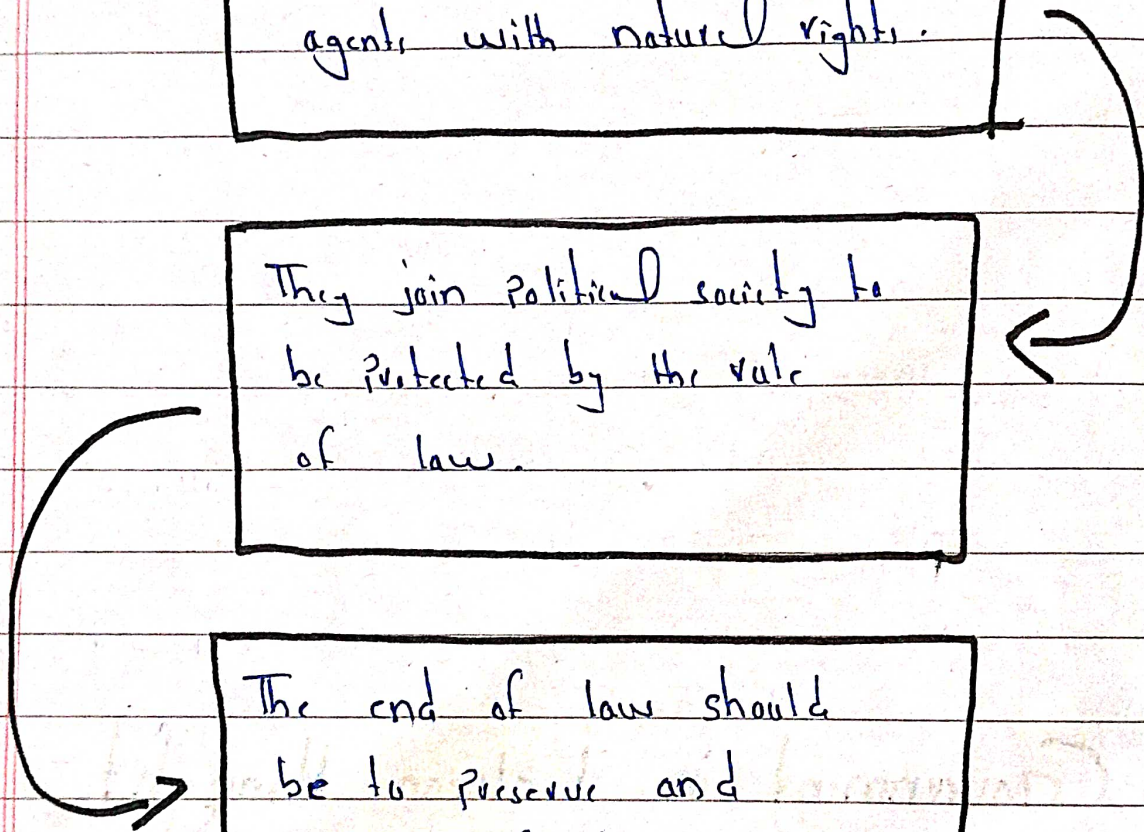 agents with natural rights.
They join Political society to
be Protected by the rule
of law.
The end of law should
be to Preserve and